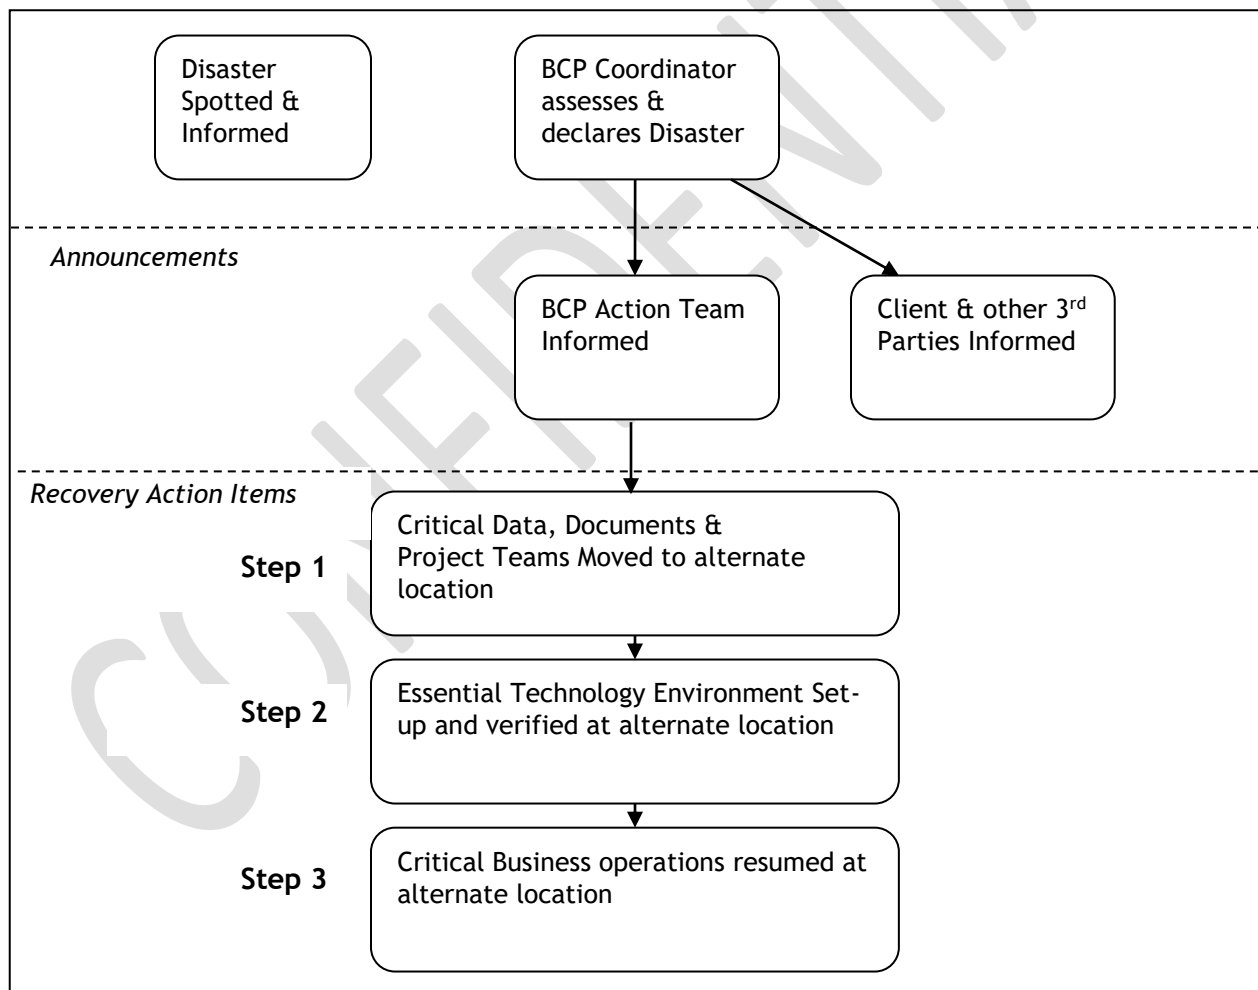 Disaster
Spotted &
Informed
BCP Coordinator
assesses &
declares Disaster
Announcements
BCP Action Team
Informed
Client & other 3rd
Parties Informed
Recovery Action Items
Step 1
Critical Data, Documents &
Project Teams Moved to alternate
location
Step 2
Essential Technology Environment Set-
up and verified at alternate location
Step 3
Critical Business operations resumed at
alternate location
CONFIDENTIA